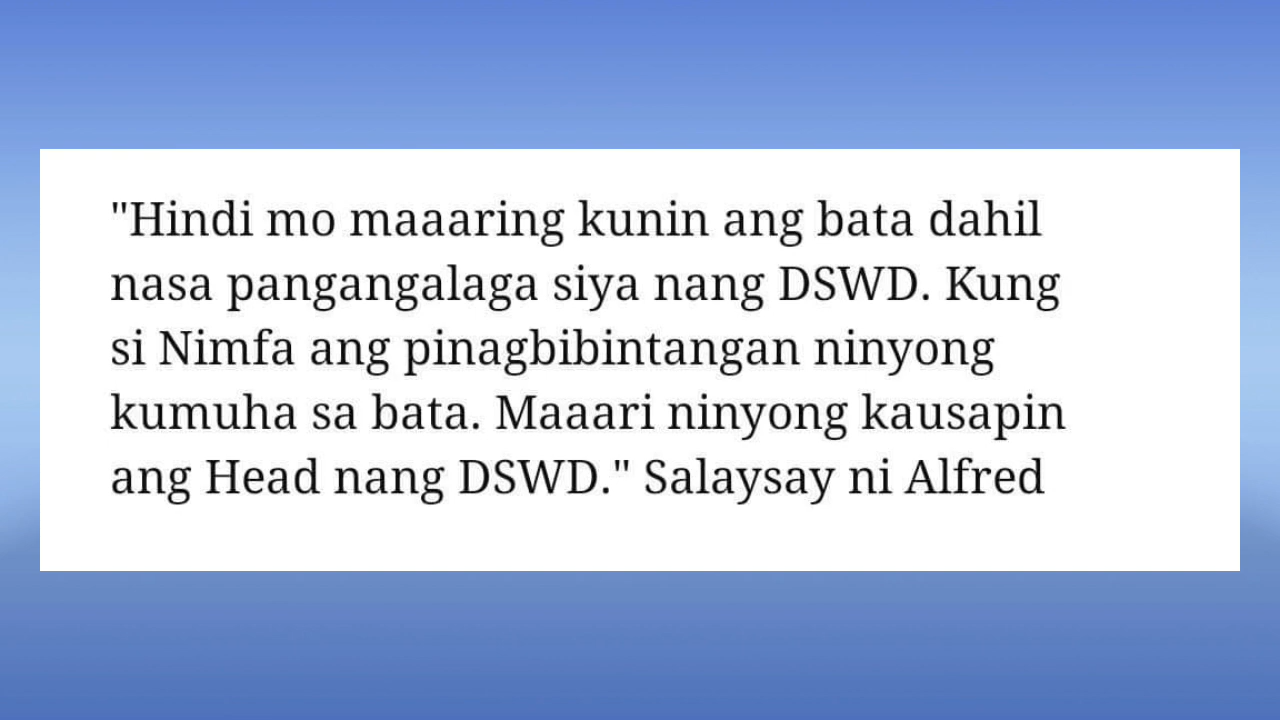 "Hindi mo maaaring kunin ang bata dahil
nasa pangangalaga siya nang DSWD. Kung
si Nimfa ang pinagbibintangan ninyong
kumuha sa bata. Maaari ninyong kausapin
ang Head nang DSWD." Salaysay ni Alfred